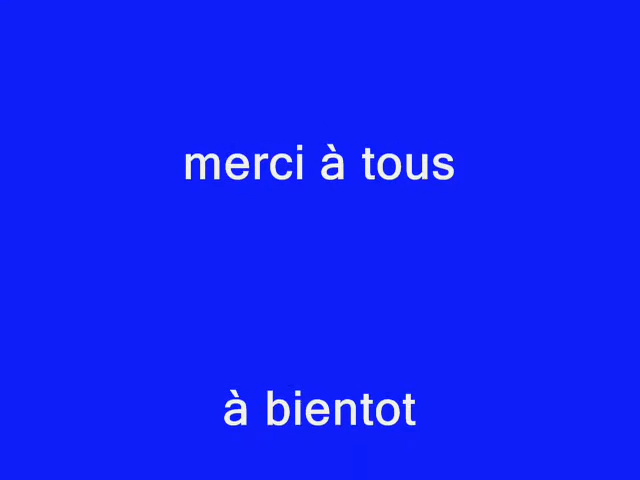 merci à tous
à bientot